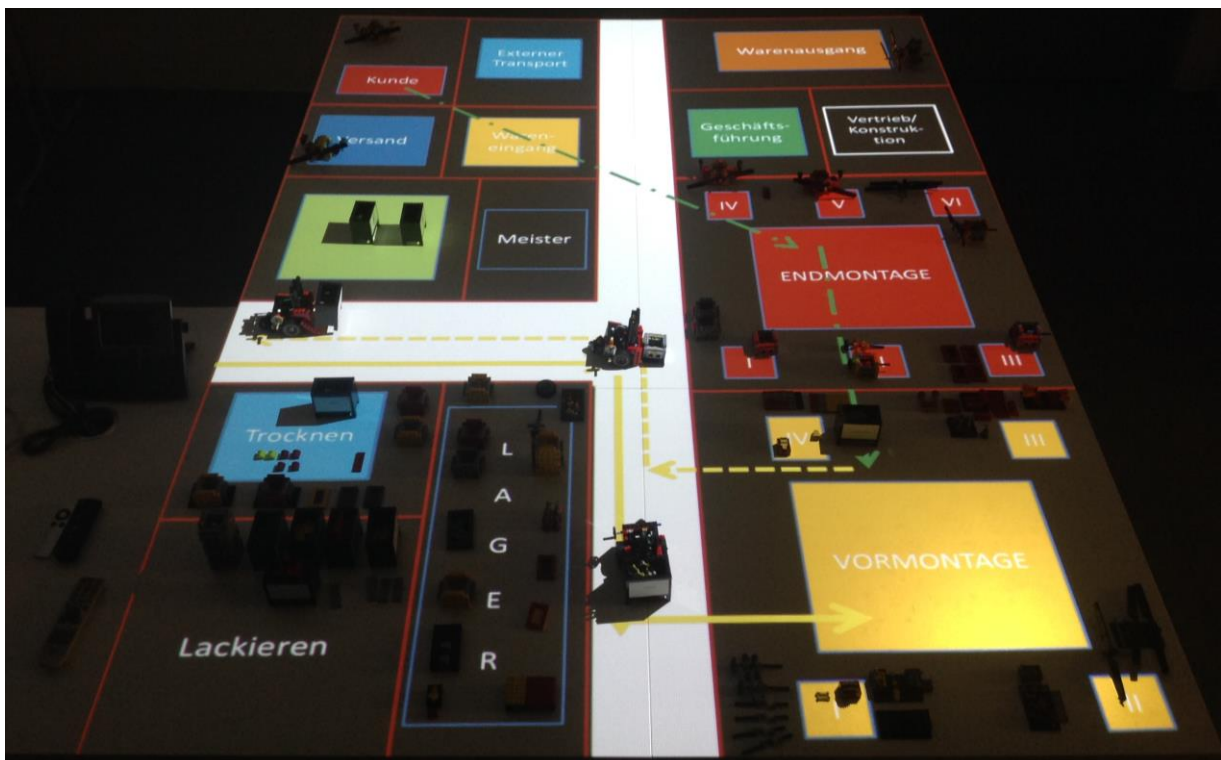 Externer
Transport
Warenausgang
Kunde
Versand
Waren-
eingang
Geschäfts-
führung
Vertrieb/
Konstruk-
tion
IV
V
VI
Meister
ENDMONTAGE
I
III
Trocknen
IV
III
L
A
G
E
R
VORMONTAGE
Lackieren
I
II